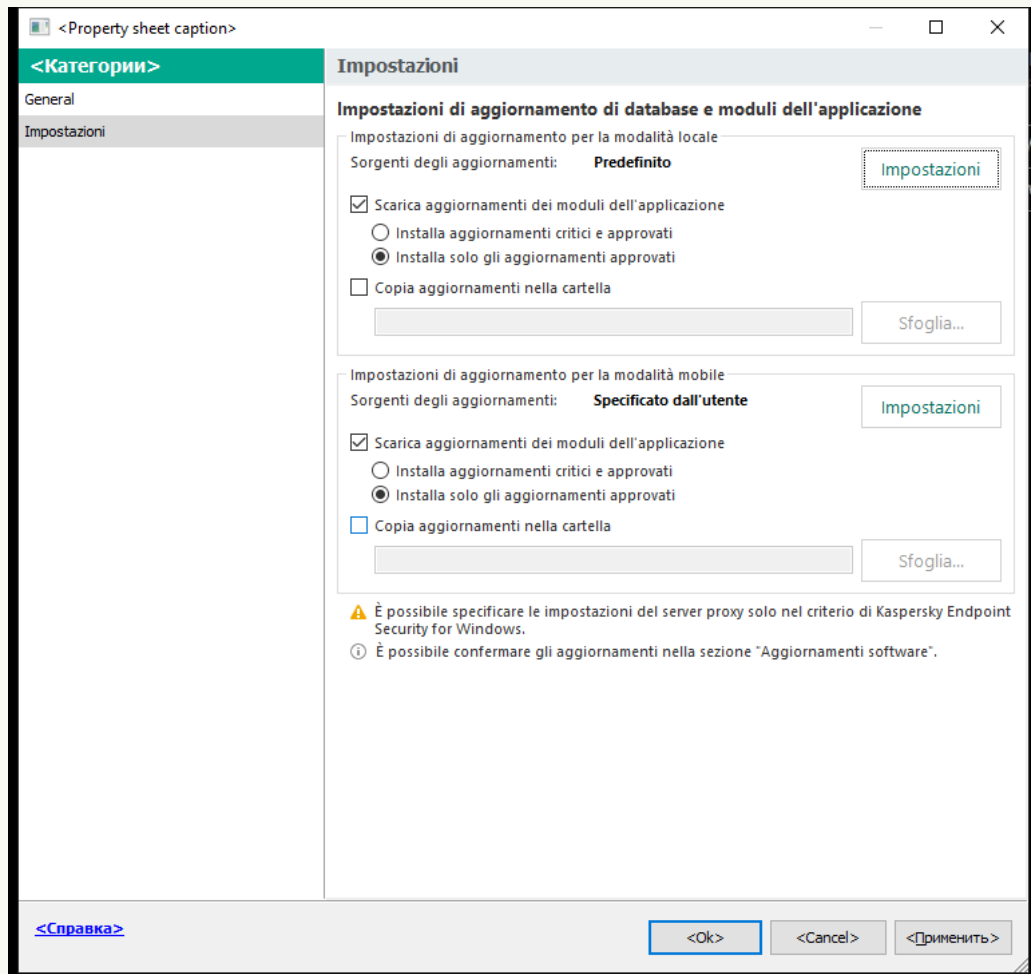 <Property sheet caption>
<Категории>
General
Impostazioni
Impostazioni
Impostazioni di aggiornamento di database e moduli dell'applicazione
Impostazioni di aggiornamento per la modalità locale
Sorgenti degli aggiornamenti: Predefinito
Impostazioni
Scarica aggiornamenti dei moduli dell'applicazione
Installa aggiornamenti critici e approvati
Installa solo gli aggiornamenti approvati
Copia aggiornamenti nella cartella
Sfoglia...
Impostazioni di aggiornamento per la modalità mobile
Sorgenti degli aggiornamenti: Specificato dall'utente
Impostazioni
Scarica aggiornamenti dei moduli dell'applicazione
Installa aggiornamenti critici e approvati
Installa solo gli aggiornamenti approvati
Copia aggiornamenti nella cartella
Sfoglia...
È possibile specificare le impostazioni del server proxy solo nel criterio di Kaspersky Endpoint
Security for Windows.
È possibile confermare gli aggiornamenti nella sezione "Aggiornamenti software".
<Справка>
<Ok>
<Cancel>
<Применить>